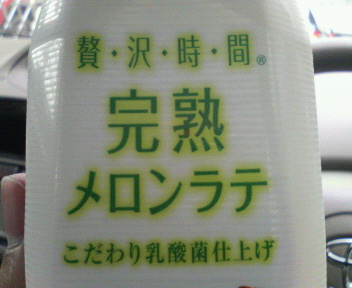 贅・沢・時・間®
完熟
メロンラテ
こだわり乳酸菌仕上げ